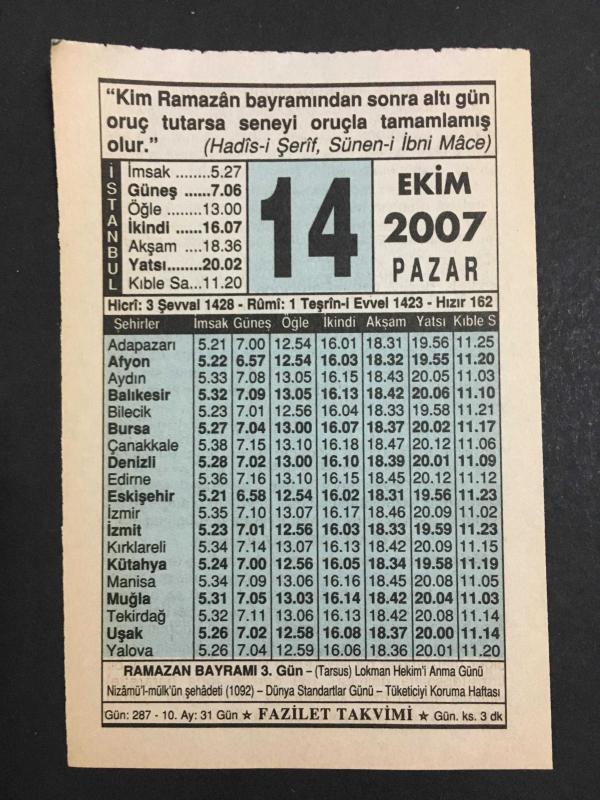 “Kim Ramazân bayramından sonra altı gün
oruç tutarsa seneyi oruçla tamamlamış
olur.” (Hadîs-i Şerîf, Sünen-i İbni Mâce)
İSTANBUL
İmsak ........5.27
Güneş ......7.06
Öğle ........13.00
İkindi ......16.07
Akşam ....18.36
Yatsı........20.02
Kıble Sa...11.20
14
EKİM
2007
PAZAR
Hicrî: 3 Şevval 1428 - Rûmî: 1 Teşrîn-i Evvel 1423 - Hızır 162
Şehirler İmsak Güneş Öğle İkindi Akşam Yatsı Kıble S
Adapazarı 5.21 7.00 12.54 16.01 18.31 19.56 11.25
Afyon 5.22 6.57 12.54 16.03 18.32 19.55 11.20
Aydın 5.33 7.08 13.05 16.15 18.43 20.05 11.03
Balıkesir 5.32 7.09 13.05 16.13 18.42 20.06 11.10
Bilecik 5.23 7.01 12.56 16.04 18.33 19.58 11.21
Bursa 5.27 7.04 13.00 16.07 18.37 20.02 11.17
Çanakkale 5.38 7.15 13.10 16.18 18.47 20.12 11.06
Denizli 5.28 7.02 13.00 16.10 18.39 20.01 11.09
Edirne 5.36 7.16 13.10 16.15 18.45 20.12 11.12
Eskişehir 5.21 6.58 12.54 16.02 18.31 19.56 11.23
İzmir 5.35 7.10 13.07 16.17 18.46 20.09 11.02
İzmit 5.23 7.01 12.56 16.03 18.33 19.59 11.23
Kırklareli 5.34 7.14 13.07 16.13 18.42 20.09 11.15
Kütahya 5.24 7.00 12.56 16.05 18.34 19.58 11.19
Manisa 5.34 7.09 13.06 16.16 18.45 20.08 11.05
Muğla 5.31 7.05 13.03 16.14 18.42 20.04 11.03
Tekirdağ 5.32 7.11 13.06 16.13 18.42 20.08 11.14
Uşak 5.26 7.02 12.58 16.08 18.37 20.00 11.14
Yalova 5.26 7.04 12.59 16.06 18.36 20.01 11.20
RAMAZAN BAYRAMI 3. Gün – (Tarsus) Lokman Hekim'i Anma Günü
Nizâmü'l-mülk'ün şehâdeti (1092) – Dünya Standartlar Günü – Tüketiciyi Koruma Haftası
Gün: 287 - 10. Ay: 31 Gün ★ FAZİLET TAKVİMİ ★ Gün. ks. 3 dk